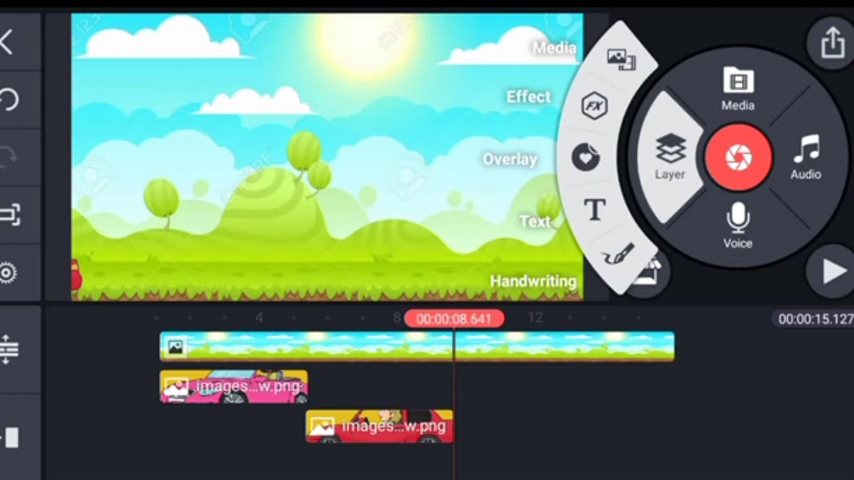 Media
Effect
Overlay
Text
Handwriting
FX
T
Media
Layer
Audio
Voice
4
8
00:00:08.641
12
00:00:15.127
images...w.png
images...w.png